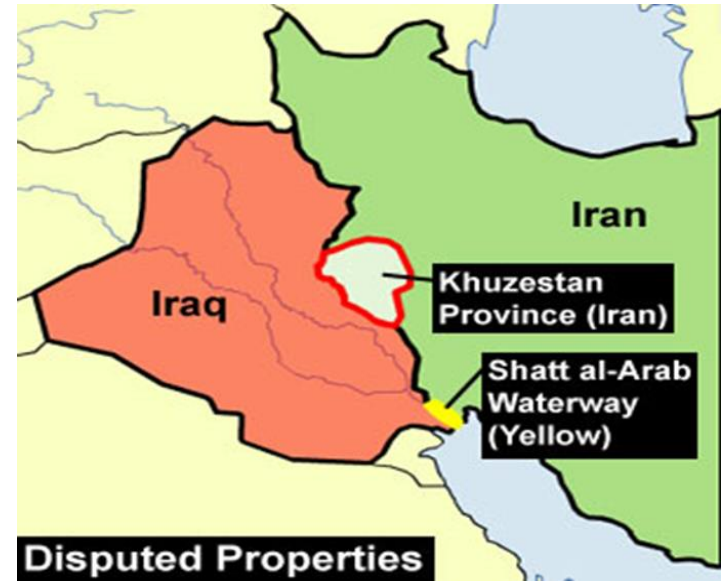 Iran
Khuzestan
Province (Iran)
Iraq
Shatt al-Arab
Waterway
(Yellow)
Disputed Properties